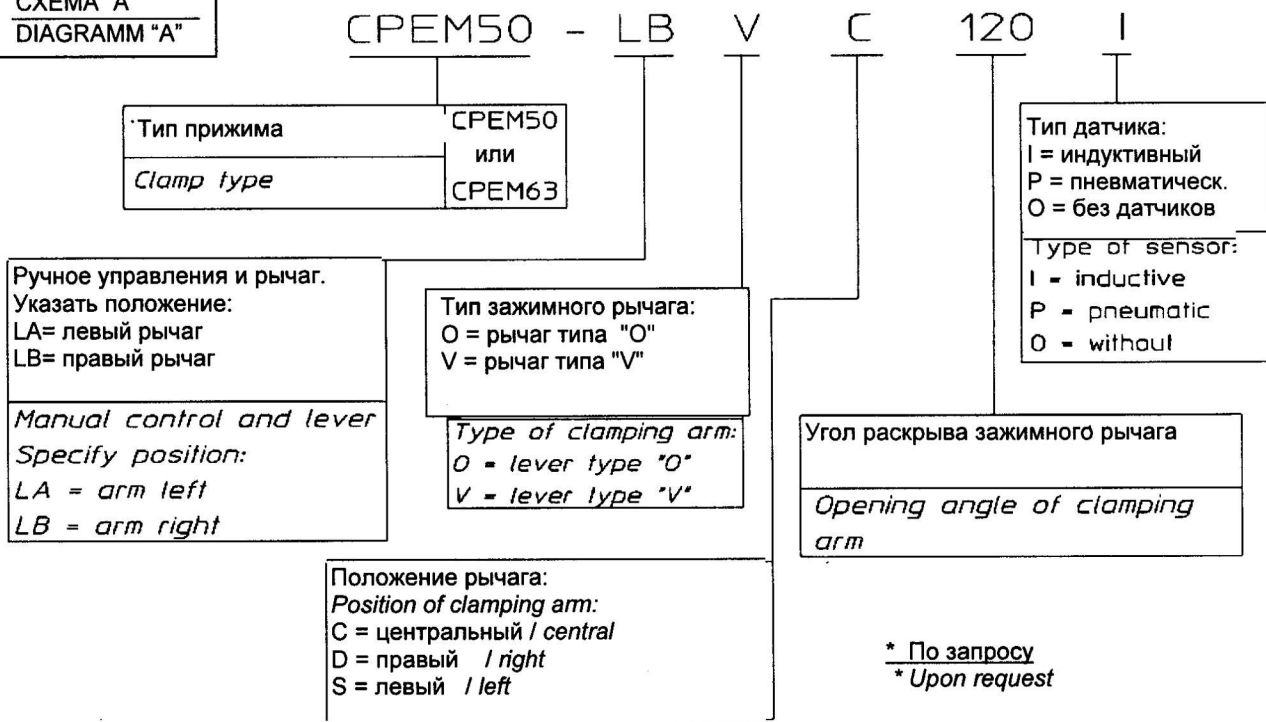 СХЕМА "А"
DIAGRAMM “A”
CPEM50 - LB V C 120 I
Тип прижима
Clamp type
CPEM50
или
CPEM63
Тип датчика:
I = индуктивный
P = пневматическ.
O = без датчиков
Type of sensor:
I = inductive
P = pneumatic
O = without
Ручное управления и рычаг.
Указать положение:
LA= левый рычаг
LB= правый рычаг
Manual control and lever
Specify position:
LA = arm left
LB = arm right
Тип зажимного рычага:
O = рычаг типа "O"
V = рычаг типа "V"
Type of clamping arm:
O = lever type "O"
V = lever type "V"
Угол раскрыва зажимного рычага
Opening angle of clamping
arm
Положение рычага:
Position of clamping arm:
C = центральный / central
D = правый / right
S = левый / left
* По запросу
* Upon request